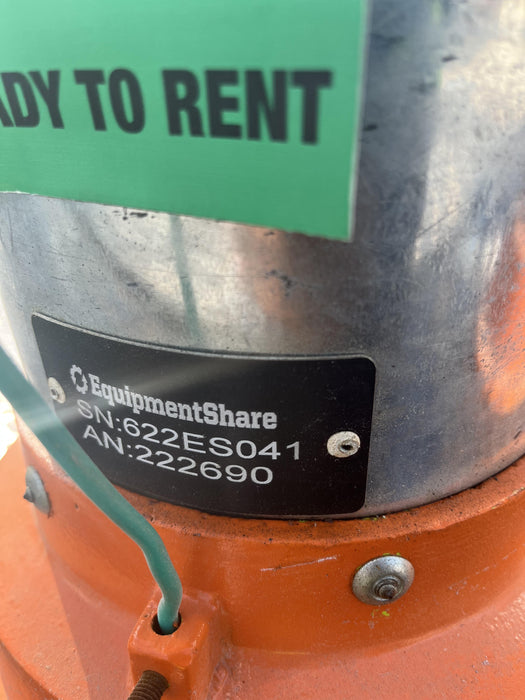 ADY TO RENT
EquipmentShare
SN:622ES041
AN:222690